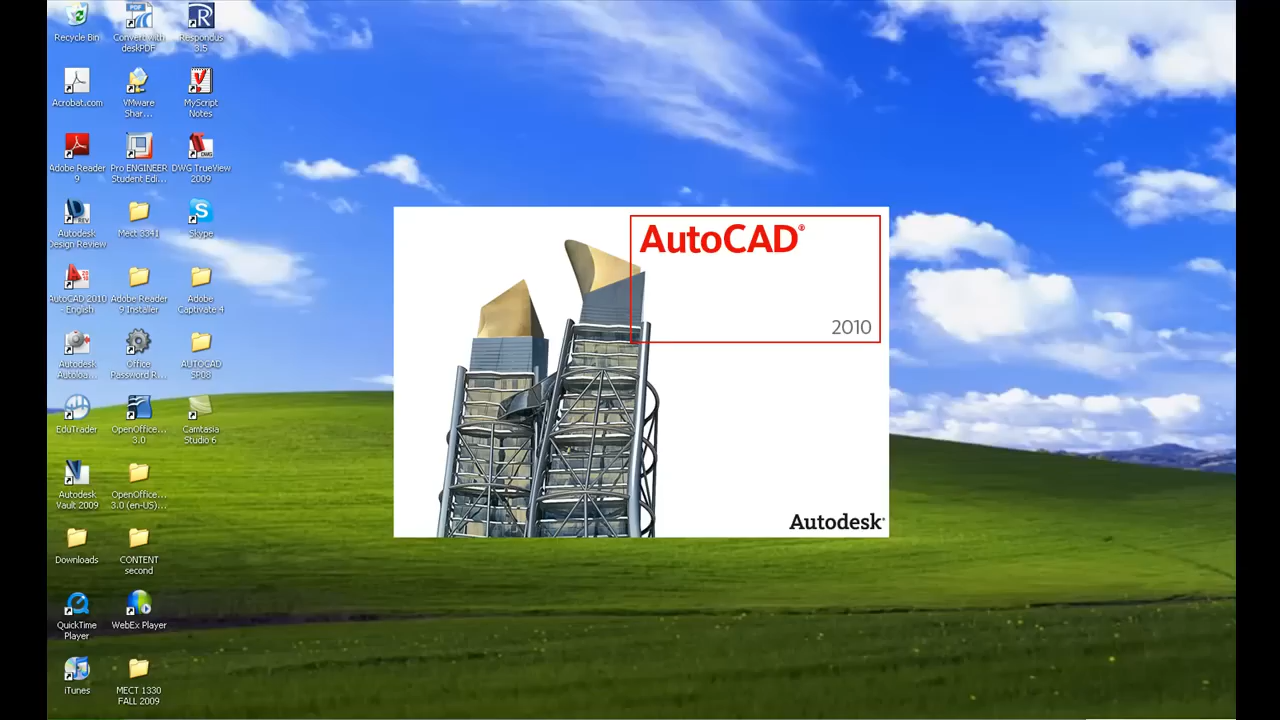 Recycle Bin
Convert with
deskPDF
Respondus
3.5
Acrobat.com
VMware
Shar...
MyScript
Notes
Adobe Reader
9
Pro ENGINEER
Student Edi...
DWG TrueView
2009
Autodesk
Design Review
Mect 3341
Skype
AutoCAD 2010
- English
Adobe Reader
9 Installer
Adobe
Captivate 4
Autodesk
Autoloa...
Office
Password R...
AUTOCAD
SP08
EduTrader
OpenOffice...
3.0
Camtasia
Studio 6
Autodesk
Vault 2009
OpenOffice...
3.0 (en-US)...
Downloads
CONTENT
second
QuickTime
Player
WebEx Player
iTunes
MECT 1330
FALL 2009
AutoCAD®
2010
Autodesk®